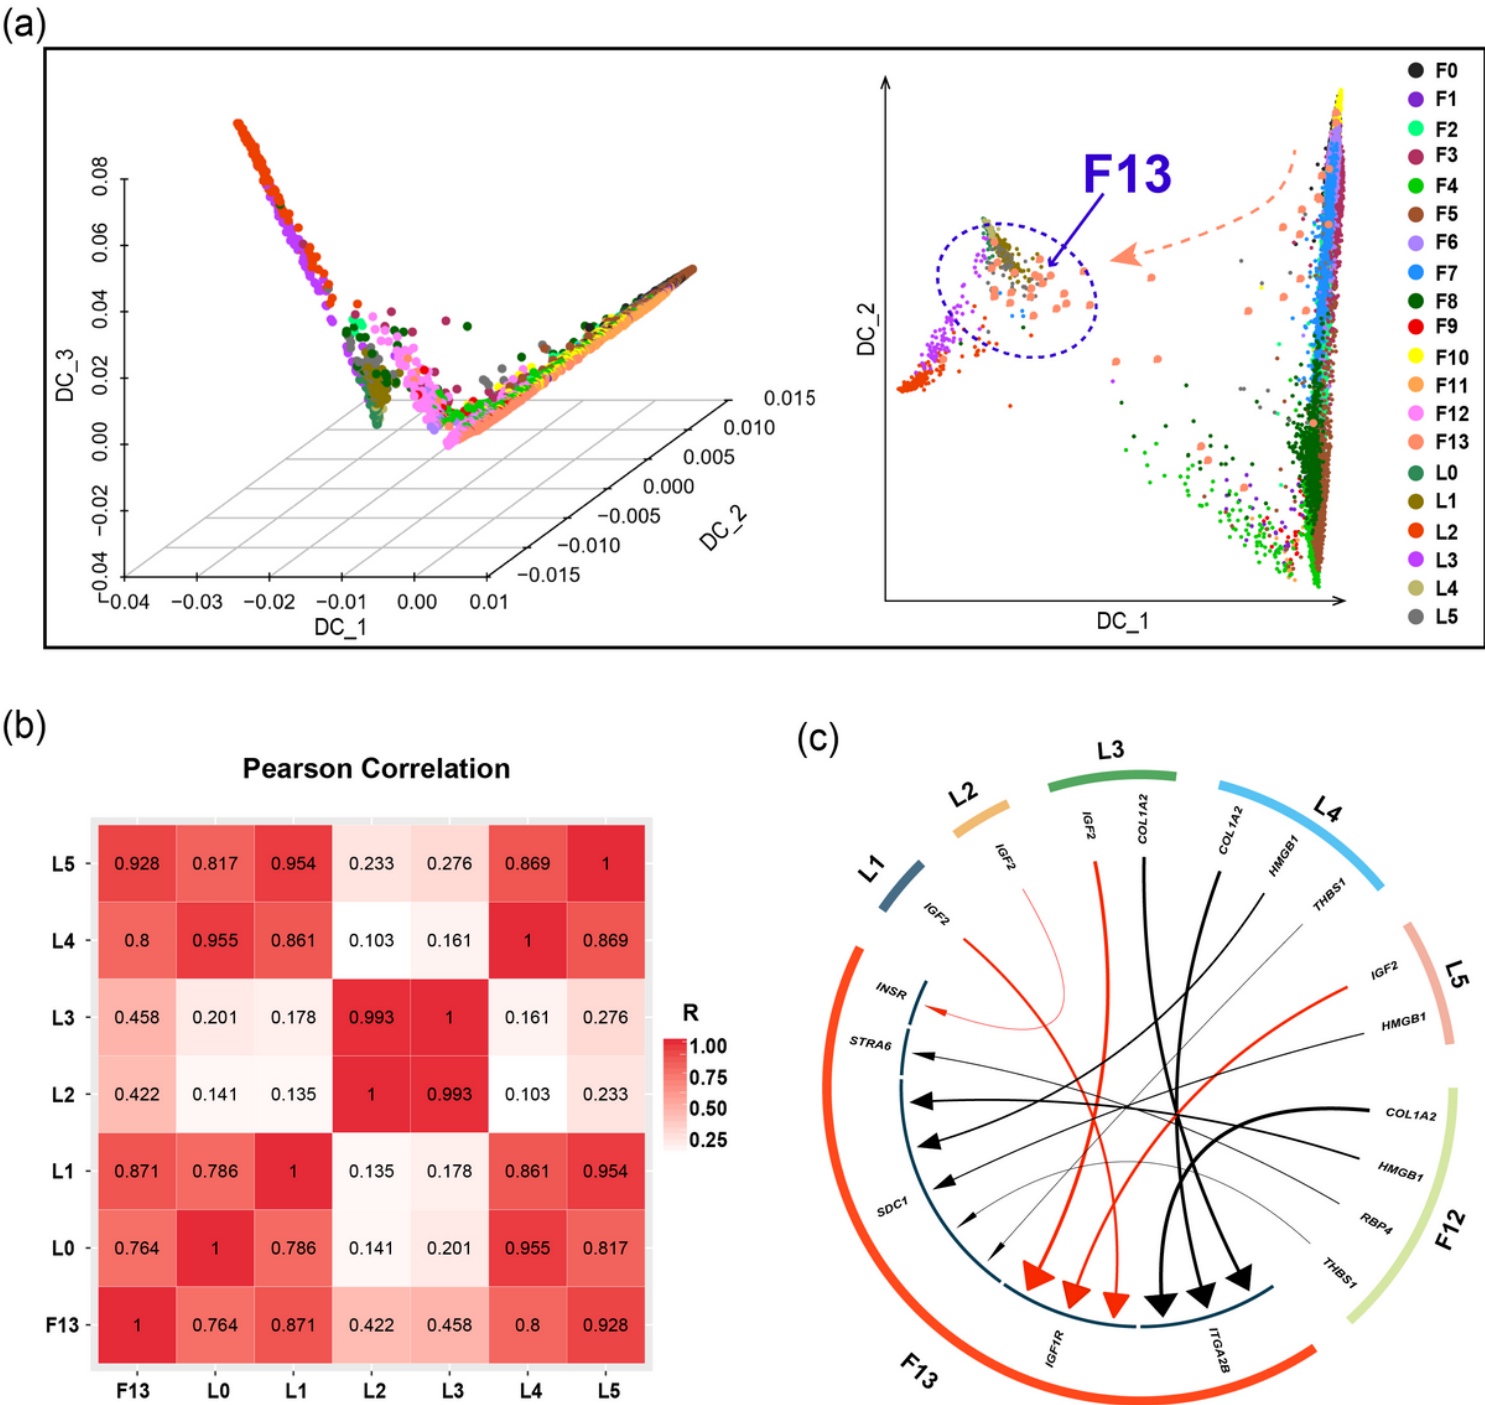 (a)
0.08
0.06
0.04
0.02
0.00
−0.02
−0.04
DC_3
−0.04 −0.03 −0.02 −0.01 0.00 0.01
DC_1
0.015
0.010
0.005
0.000
−0.005
−0.010
−0.015
DC_2
F13
DC_2
DC_1
F0
F1
F2
F3
F4
F5
F6
F7
F8
F9
F10
F11
F12
F13
L0
L1
L2
L3
L4
L5
(b)
Pearson Correlation
L5 0.928 0.817 0.954 0.233 0.276 0.869 1
L4 0.8 0.955 0.861 0.103 0.161 1 0.869
L3 0.458 0.201 0.178 0.993 1 0.161 0.276
L2 0.422 0.141 0.135 1 0.993 0.103 0.233
L1 0.871 0.786 1 0.135 0.178 0.861 0.954
L0 0.764 1 0.786 0.141 0.201 0.955 0.817
F13 1 0.764 0.871 0.422 0.458 0.8 0.928
F13 L0 L1 L2 L3 L4 L5
R
1.00
0.75
0.50
0.25
(c)
L1
IGF2
L2
IGF2
L3
IGF2
COL1A2
L4
COL1A2
HMGB1
THBS1
L5
IGF2
HMGB1
F12
COL1A2
HMGB1
RBP4
THBS1
F13
INSR
STRA6
SDC1
IGF1R
ITGA2B